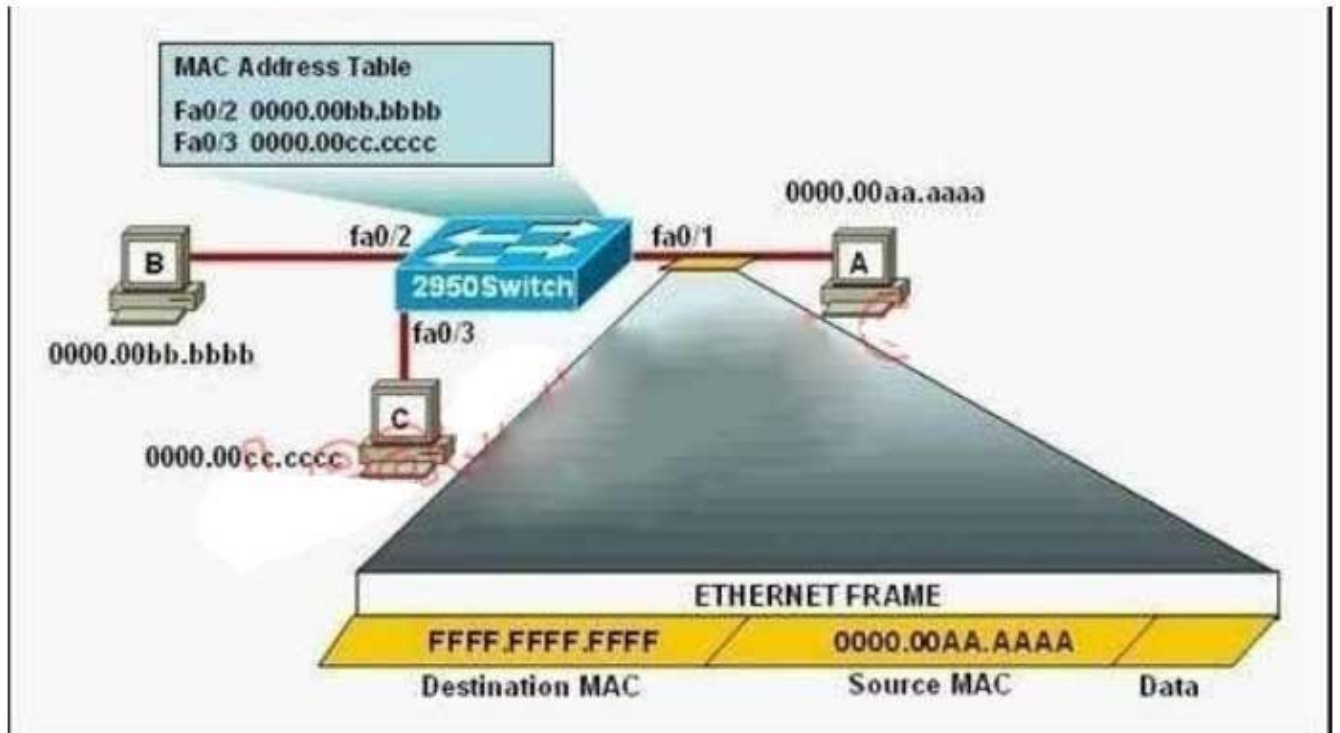 MAC Address Table
Fa0/2 0000.00bb.bbbb
Fa0/3 0000.00cc.cccc
0000.00aa.aaaa
fa0/2
fa0/1
B
A
2950Switch
fa0/3
0000.00bb.bbbb
C
0000.00cc.cccc
ETHERNET FRAME
FFFF.FFFF.FFFF
0000.00AA.AAAA
Destination MAC
Source MAC
Data